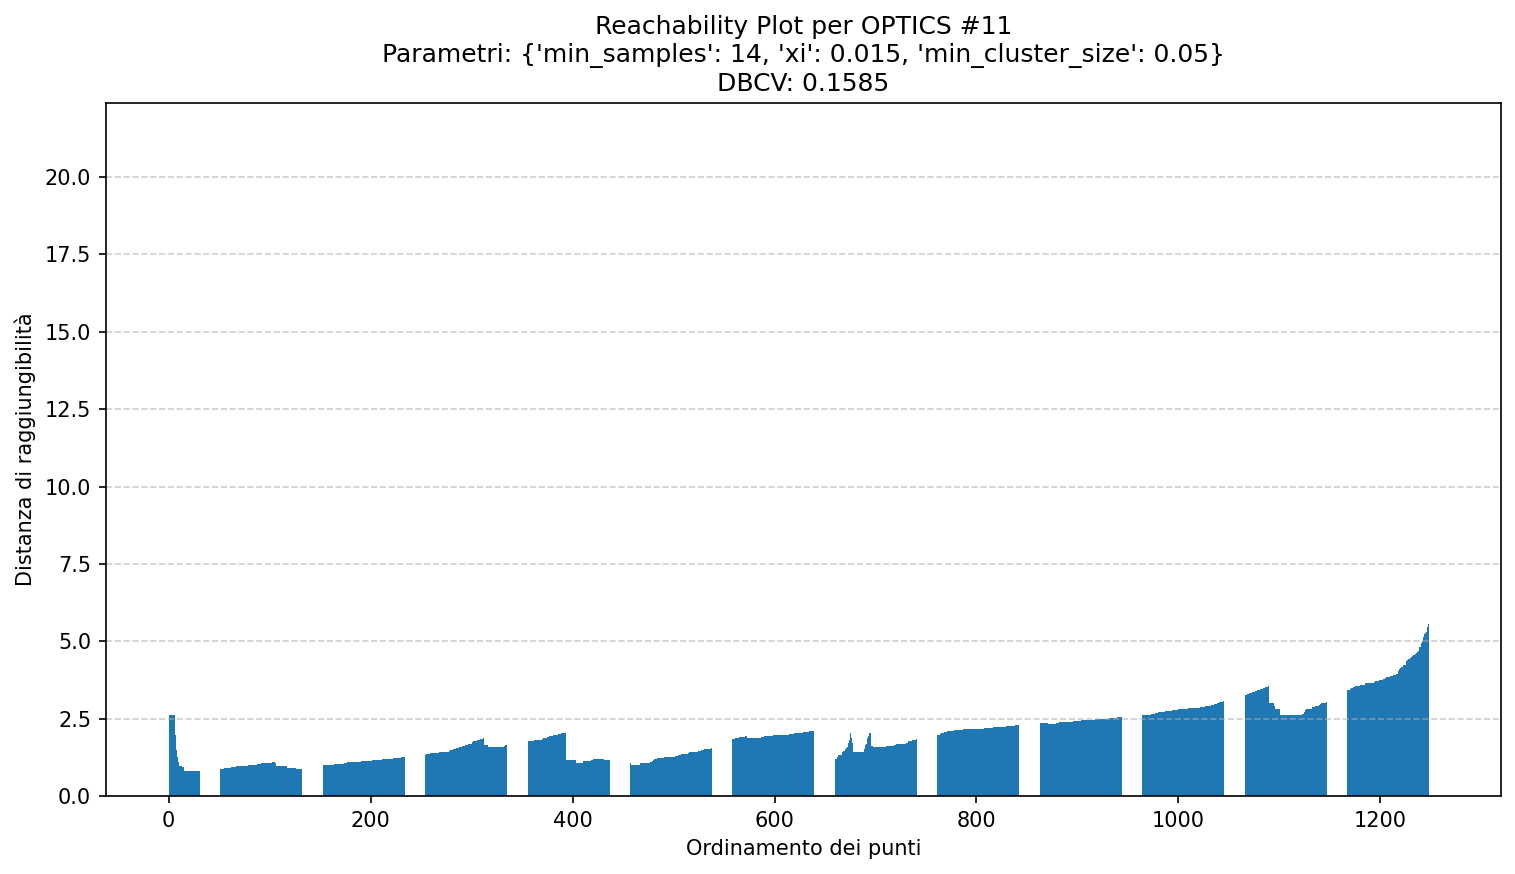 Reachability Plot per OPTICS #11
Parametri: {'min_samples': 14, 'xi': 0.015, 'min_cluster_size': 0.05}
DBCV: 0.1585
20.0
17.5
15.0
12.5
10.0
7.5
5.0
2.5
0.0
Distanza di raggiungibilità
0 200 400 600 800 1000 1200
Ordinamento dei punti